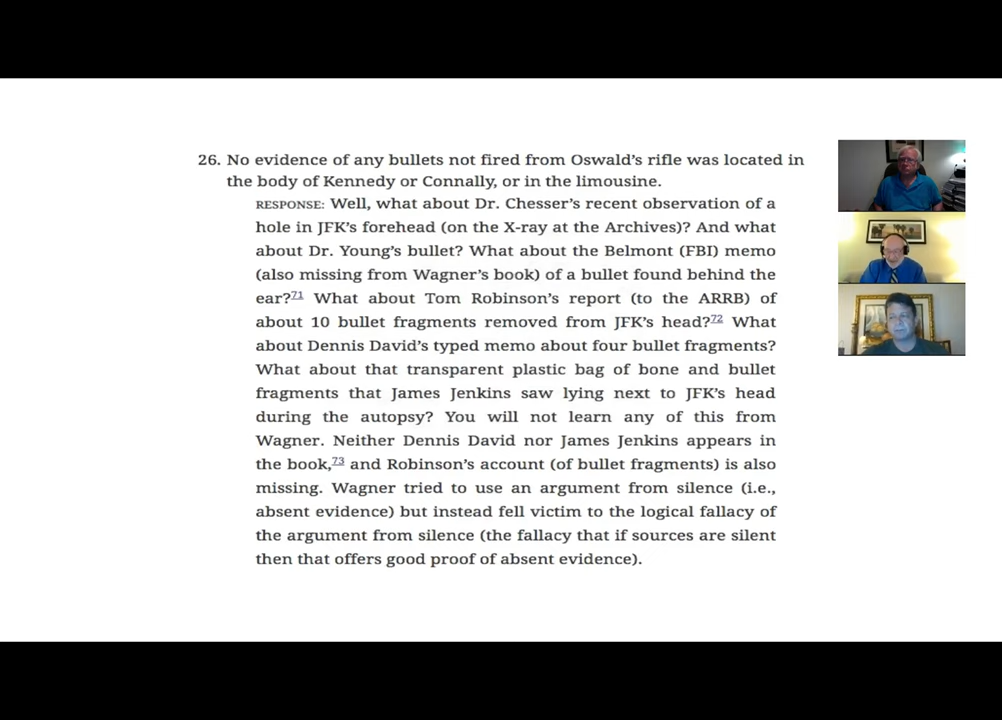 26. No evidence of any bullets not fired from Oswald's rifle was located in
the body of Kennedy or Connally, or in the limousine.
RESPONSE: Well, what about Dr. Chesser's recent observation of a
hole in JFK's forehead (on the X-ray at the Archives)? And what
about Dr. Young's bullet? What about the Belmont (FBI) memo
(also missing from Wagner's book) of a bullet found behind the
ear?71 What about Tom Robinson's report (to the ARRB) of
about 10 bullet fragments removed from JFK's head?72 What
about Dennis David's typed memo about four bullet fragments?
What about that transparent plastic bag of bone and bullet
fragments that James Jenkins saw lying next to JFK's head
during the autopsy? You will not learn any of this from
Wagner. Neither Dennis David nor James Jenkins appears in
the book,73 and Robinson's account (of bullet fragments) is also
missing. Wagner tried to use an argument from silence (i.e.,
absent evidence) but instead fell victim to the logical fallacy of
the argument from silence (the fallacy that if sources are silent
then that offers good proof of absent evidence).